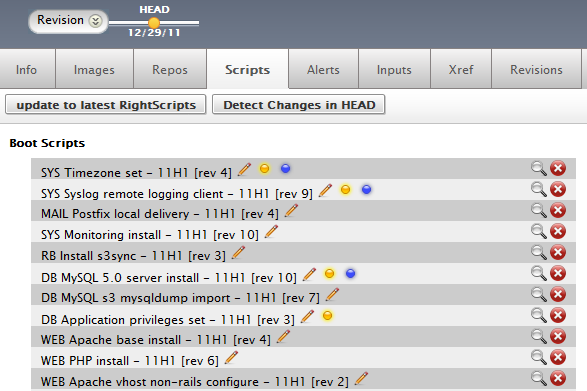 Revision
HEAD
12/29/11
Info Images Repos Scripts Alerts Inputs Xref Revisions
update to latest RightScripts Detect Changes in HEAD
Boot Scripts
SYS Timezone set - 11H1 [rev 4]
SYS Syslog remote logging client - 11H1 [rev 9]
MAIL Postfix local delivery - 11H1 [rev 4]
SYS Monitoring install - 11H1 [rev 10]
RB Install s3sync - 11H1 [rev 3]
DB MySQL 5.0 server install - 11H1 [rev 10]
DB MySQL s3 mysqldump import - 11H1 [rev 7]
DB Application privileges set - 11H1 [rev 3]
WEB Apache base install - 11H1 [rev 4]
WEB PHP install - 11H1 [rev 6]
WEB Apache vhost non-rails configure - 11H1 [rev 2]